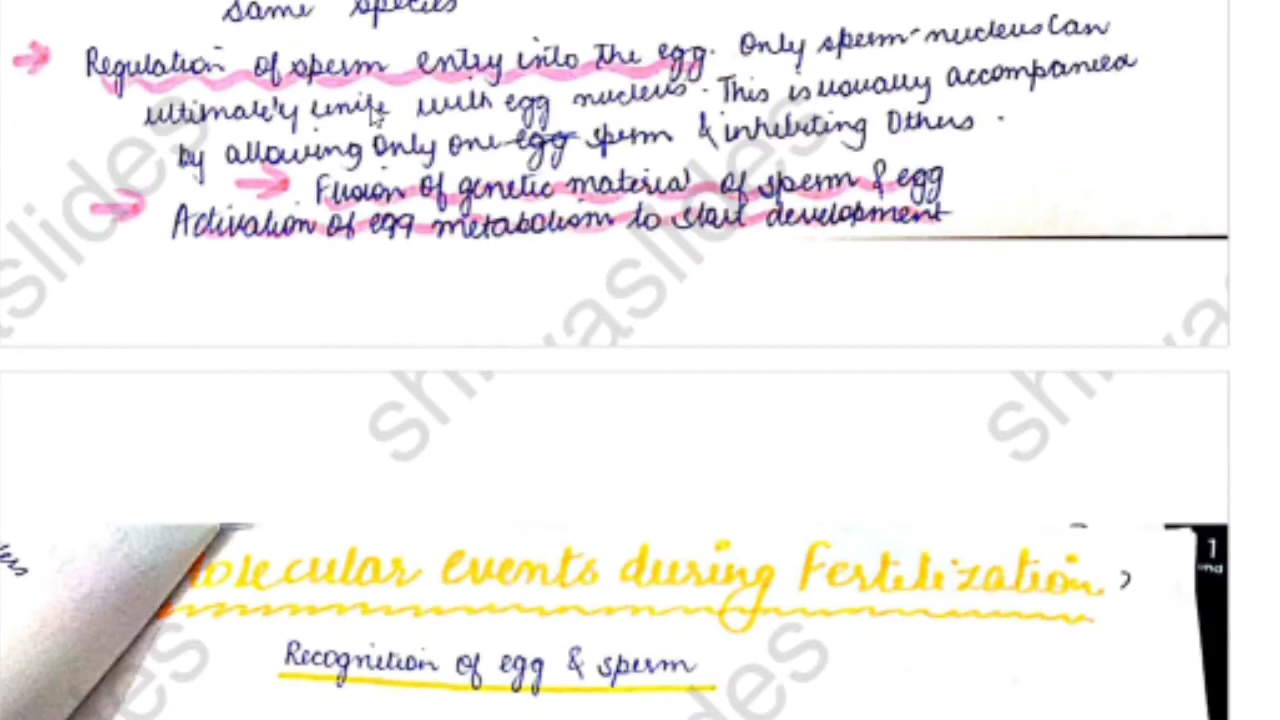 same species
Regulation of sperm entry into the egg. Only sperm nucleus Can
ultimately unite with egg nucleus. This is usually accompanied
by allowing Only one egg sperm & inhibiting Others.
Fusion of genetic material of sperm & egg
Activation of egg metabolism to start development
shivaslides
olecular events during Fertilization,
1
Recognition of egg & sperm